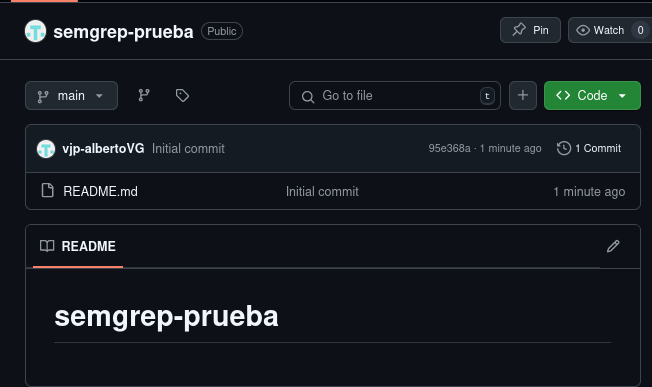 semgrep-prueba Public Pin Watch 0
main Go to file t Code
vjp-albertoVG Initial commit 95e368a · 1 minute ago 1 Commit
README.md Initial commit 1 minute ago
README
semgrep-prueba